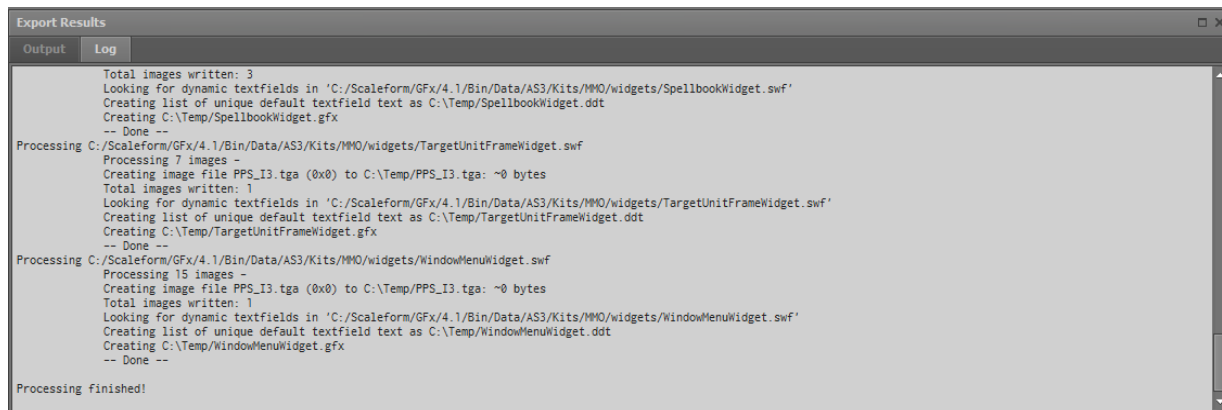 Export Results
Output Log
Total images written: 3
Looking for dynamic textfields in 'C:/Scaleform/GFx/4.1/Bin/Data/AS3/Kits/MMO/widgets/SpellbookWidget.swf'
Creating list of unique default textfield text as C:\Temp/SpellbookWidget.ddt
Creating C:\Temp/SpellbookWidget.gfx
-- Done --
Processing C:/Scaleform/GFx/4.1/Bin/Data/AS3/Kits/MMO/widgets/TargetUnitFrameWidget.swf
Processing 7 images -
Creating image file PPS_I3.tga (0x0) to C:\Temp/PPS_I3.tga: ~0 bytes
Total images written: 1
Looking for dynamic textfields in 'C:/Scaleform/GFx/4.1/Bin/Data/AS3/Kits/MMO/widgets/TargetUnitFrameWidget.swf'
Creating list of unique default textfield text as C:\Temp/TargetUnitFrameWidget.ddt
Creating C:\Temp/TargetUnitFrameWidget.gfx
-- Done --
Processing C:/Scaleform/GFx/4.1/Bin/Data/AS3/Kits/MMO/widgets/WindowMenuWidget.swf
Processing 15 images -
Creating image file PPS_I3.tga (0x0) to C:\Temp/PPS_I3.tga: ~0 bytes
Total images written: 1
Looking for dynamic textfields in 'C:/Scaleform/GFx/4.1/Bin/Data/AS3/Kits/MMO/widgets/WindowMenuWidget.swf'
Creating list of unique default textfield text as C:\Temp/WindowMenuWidget.ddt
Creating C:\Temp/WindowMenuWidget.gfx
-- Done --
Processing finished!